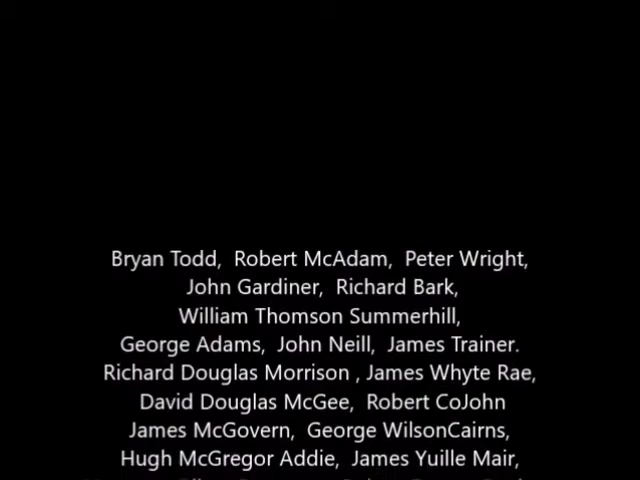 Bryan Todd, Robert McAdam, Peter Wright,
John Gardiner, Richard Bark,
William Thomson Summerhill,
George Adams, John Neill, James Trainer.
Richard Douglas Morrison , James Whyte Rae,
David Douglas McGee, Robert CoJohn
James McGovern, George WilsonCairns,
Hugh McGregor Addie, James Yuille Mair,